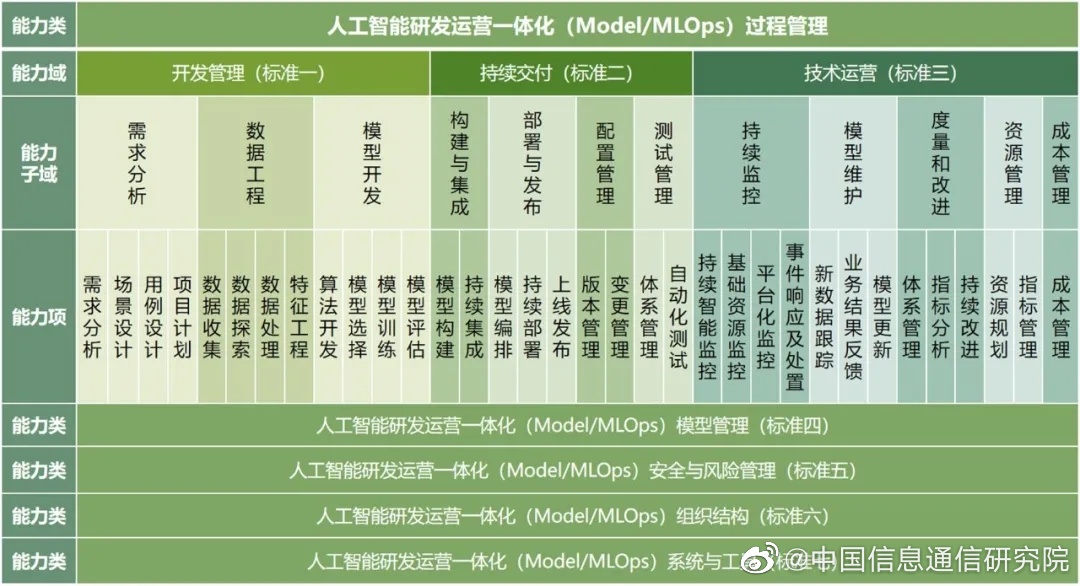 能力类 人工智能研发运营一体化（Model/MLOps）过程管理
能力域 开发管理（标准一） 持续交付（标准二） 技术运营（标准三）
能力子域 需求分析 数据工程 模型开发 构建与集成 部署与发布 配置管理 测试管理 持续监控 模型维护 度量和改进 资源管理 成本管理
能力项 需求分析 场景设计 用例设计 项目计划 数据收集 数据探索 数据处理 特征工程 算法开发 模型选择 模型训练 模型评估 模型构建 持续集成 模型编排 持续部署 上线发布 版本管理 变更管理 体系管理 自动化测试 持续智能监控 基础资源监控 平台化监控 事件响应及处置 新数据跟踪 业务结果反馈 模型更新 体系管理 指标分析 持续改进 资源规划 指标管理 成本管理
能力类 人工智能研发运营一体化（Model/MLOps）模型管理（标准四）
能力类 人工智能研发运营一体化（Model/MLOps）安全与风险管理（标准五）
能力类 人工智能研发运营一体化（Model/MLOps）组织结构（标准六）
能力类 人工智能研发运营一体化（Model/MLOps）系统与工
@中国信息通信研究院